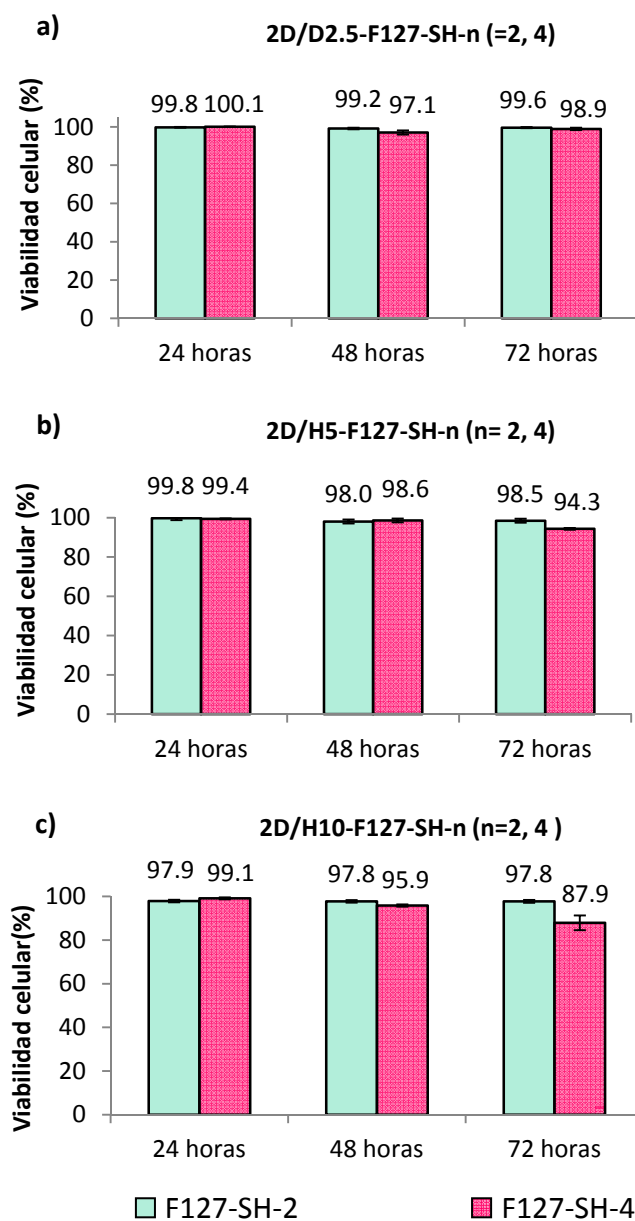 a)
2D/D2.5-F127-SH-n (=2, 4)
99.8 100.1 99.2 97.1 99.6 98.9
Viabilidad celular (%)
100
80
60
40
20
0
24 horas 48 horas 72 horas
b)
2D/H5-F127-SH-n (n= 2, 4)
99.8 99.4 98.0 98.6 98.5 94.3
Viabilidad celular (%)
100
80
60
40
20
0
24 horas 48 horas 72 horas
c)
2D/H10-F127-SH-n (n=2, 4 )
97.9 99.1 97.8 95.9 97.8 87.9
Viabilidad celular(%)
100
80
60
40
20
0
24 horas 48 horas 72 horas
F127-SH-2 F127-SH-4